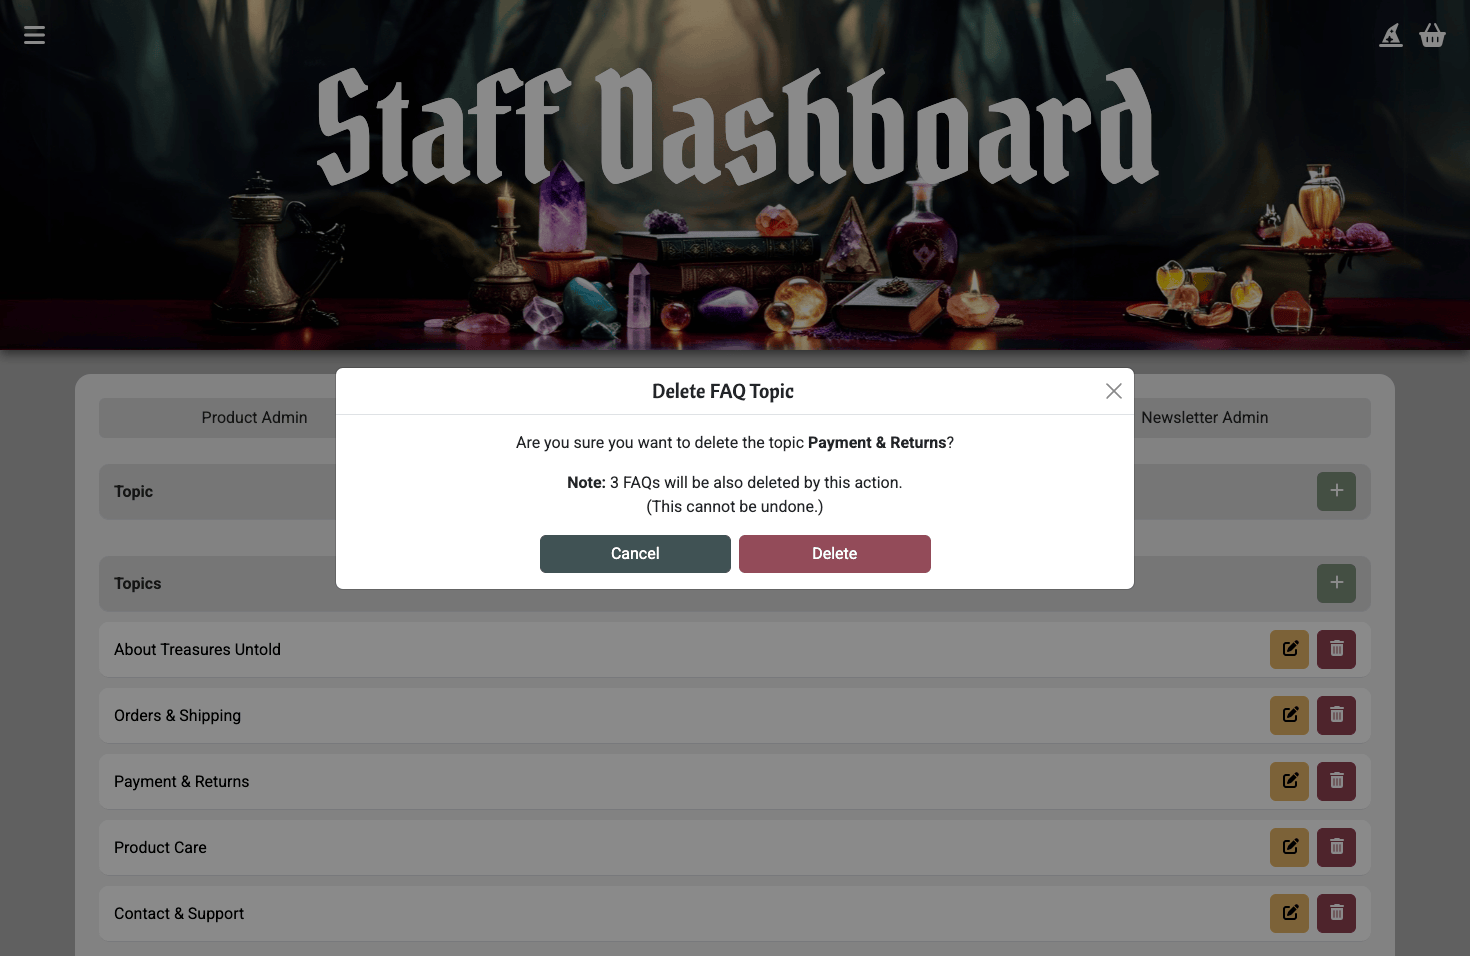 Staff Dashboard
Delete FAQ Topic
Are you sure you want to delete the topic Payment & Returns?
Note: 3 FAQs will be also deleted by this action.
(This cannot be undone.)
Cancel
Delete
Product Admin
Newsletter Admin
Topic
Topics
About Treasures Untold
Orders & Shipping
Payment & Returns
Product Care
Contact & Support